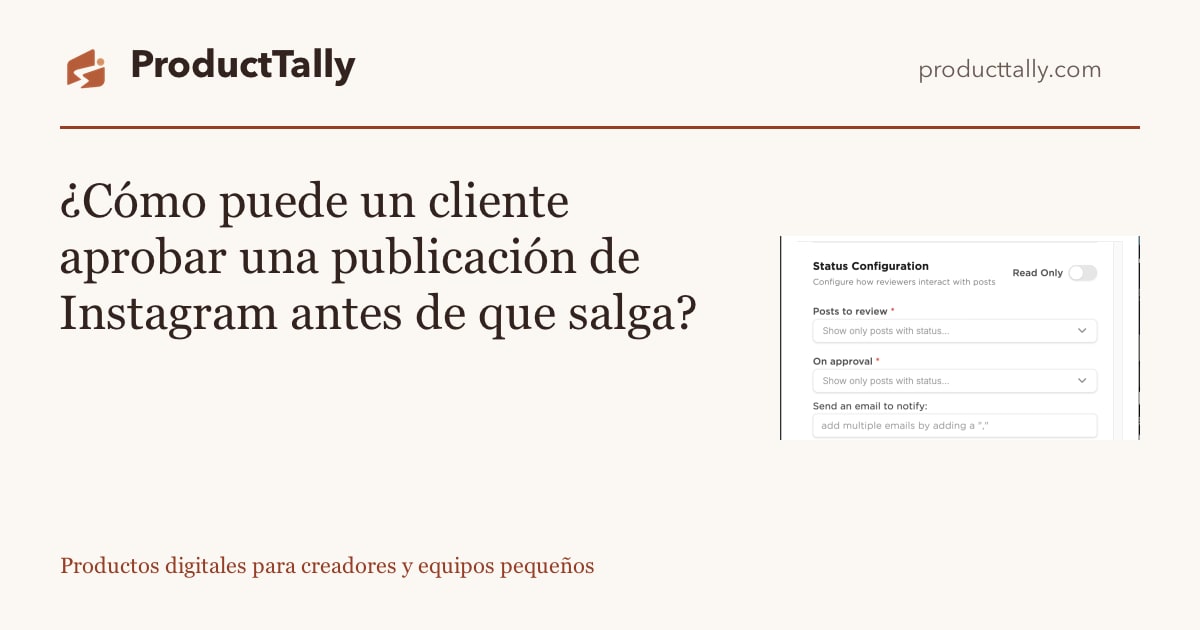 ProductTally
producttally.com
¿Cómo puede un cliente
aprobar una publicación de
Instagram antes de que salga?
Status Configuration
Configure how reviewers interact with posts
Read Only
Posts to review *
Show only posts with status...
On approval *
Show only posts with status...
Send an email to notify:
add multiple emails by adding a ","
Productos digitales para creadores y equipos pequeños